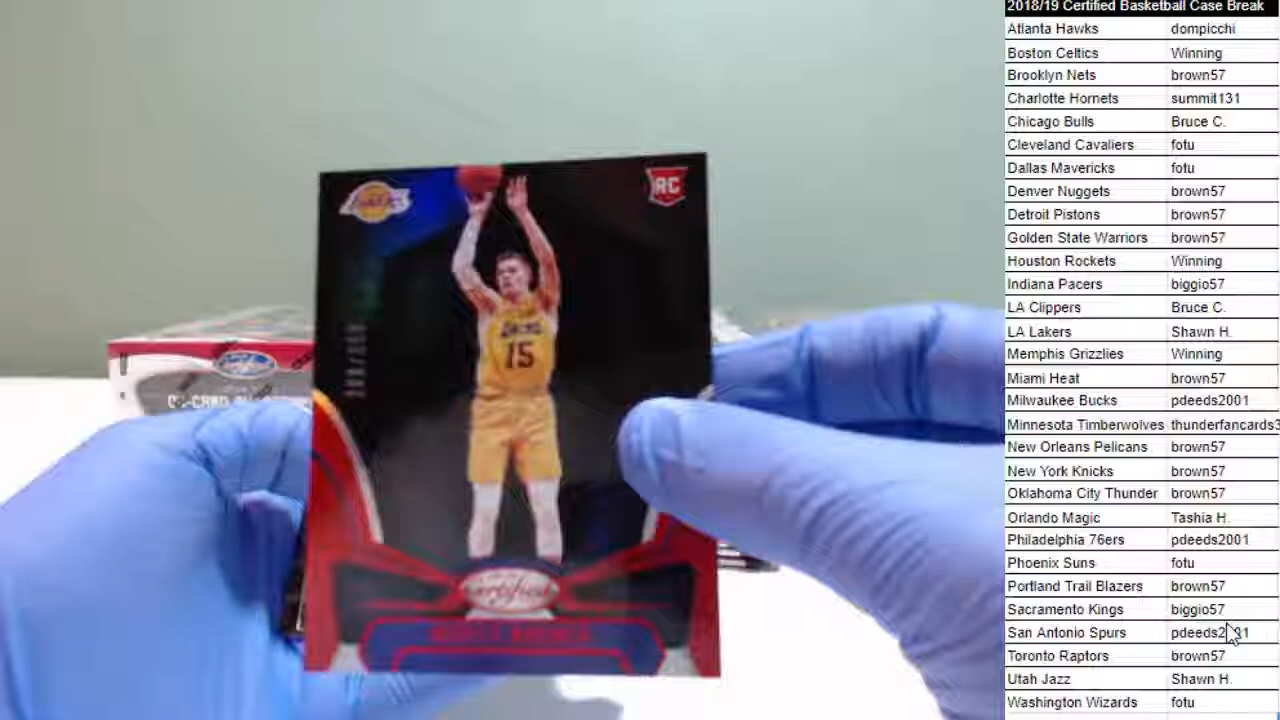 2018/19 Certified Basketball Case Break
Atlanta Hawks dompicchi
Boston Celtics Winning
Brooklyn Nets brown57
Charlotte Hornets summit131
Chicago Bulls Bruce C.
Cleveland Cavaliers fotu
Dallas Mavericks fotu
Denver Nuggets brown57
Detroit Pistons brown57
Golden State Warriors brown57
Houston Rockets Winning
Indiana Pacers biggio57
LA Clippers Bruce C.
LA Lakers Shawn H.
Memphis Grizzlies Winning
Miami Heat brown57
Milwaukee Bucks pdeeds2001
Minnesota Timberwolves thunderfancards3
New Orleans Pelicans brown57
New York Knicks brown57
Oklahoma City Thunder brown57
Orlando Magic Tashia H.
Philadelphia 76ers pdeeds2001
Phoenix Suns fotu
Portland Trail Blazers brown57
Sacramento Kings biggio57
San Antonio Spurs
Toronto Raptors brown57
Utah Jazz Shawn H.
Washington Wizards fotu
RC
LAKERS
15
Certified